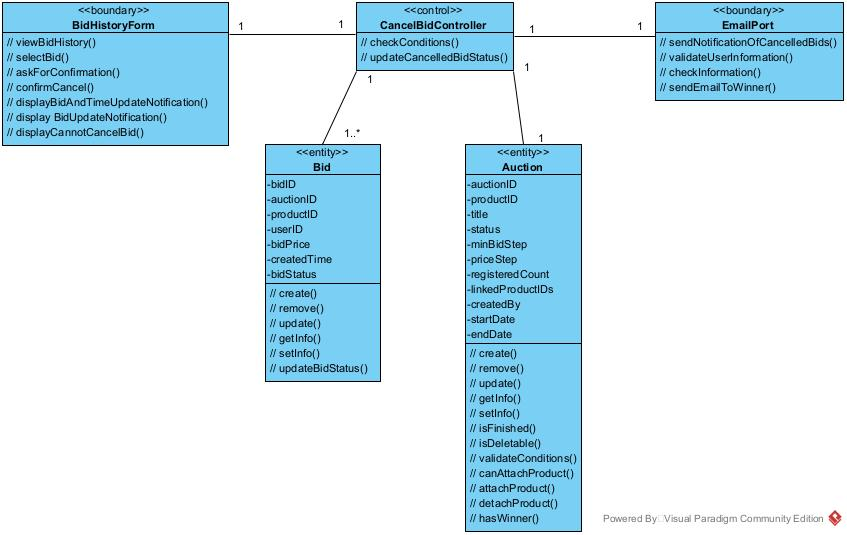 <<boundary>>
BidHistoryForm
// viewBidHistory()
// selectBid()
// askForConfirmation()
// confirmCancel()
// displayBidAndTimeUpdateNotification()
// display BidUpdateNotification()
// displayCannotCancelBid()
1
1
<<control>>
CancelBidController
// checkConditions()
// updateCancelledBidStatus()
1
1
<<boundary>>
EmailPort
// sendNotificationOfCancelledBids()
// validateUserInformation()
// checkInformation()
// sendEmailToWinner()
1
1..*
<<entity>>
Bid
-bidID
-auctionID
-productID
-userID
-bidPrice
-createdTime
-bidStatus
// create()
// remove()
// update()
// getInfo()
// setInfo()
// updateBidStatus()
1
1
<<entity>>
Auction
-auctionID
-productID
-title
-status
-minBidStep
-priceStep
-registeredCount
-linkedProductIDs
-createdBy
-startDate
-endDate
// create()
// remove()
// update()
// getInfo()
// setInfo()
// isFinished()
// isDeletable()
// validateConditions()
// canAttachProduct()
// attachProduct()
// detachProduct()
// hasWinner()
Powered By Visual Paradigm Community Edition